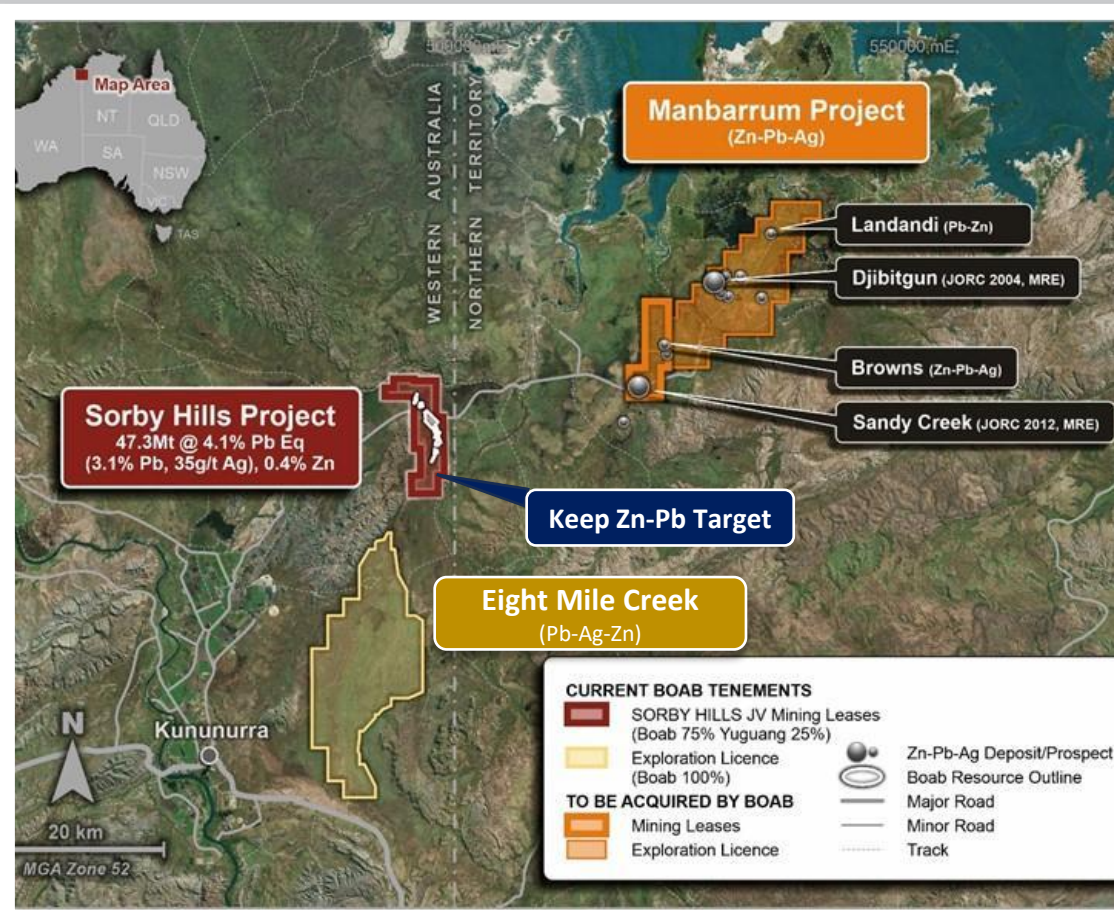 500000mE
550000mE
Map Area
NT
QLD
WA
SA
NSW
VIC
TAS
WESTERN AUSTRALIA
NORTHERN TERRITORY
Manbarrum Project
(Zn-Pb-Ag)
Landandi (Pb-Zn)
Djibitgun (JORC 2004, MRE)
Browns (Zn-Pb-Ag)
Sandy Creek (JORC 2012, MRE)
Sorby Hills Project
47.3Mt @ 4.1% Pb Eq
(3.1% Pb, 35g/t Ag), 0.4% Zn
Keep Zn-Pb Target
Eight Mile Creek
(Pb-Ag-Zn)
Kununurra
N
20 km
MGA Zone 52
CURRENT BOAB TENEMENTS
SORBY HILLS JV Mining Leases
(Boab 75% Yuguang 25%)
Exploration Licence
(Boab 100%)
TO BE ACQUIRED BY BOAB
Mining Leases
Exploration Licence
Zn-Pb-Ag Deposit/Prospect
Boab Resource Outline
Major Road
Minor Road
Track